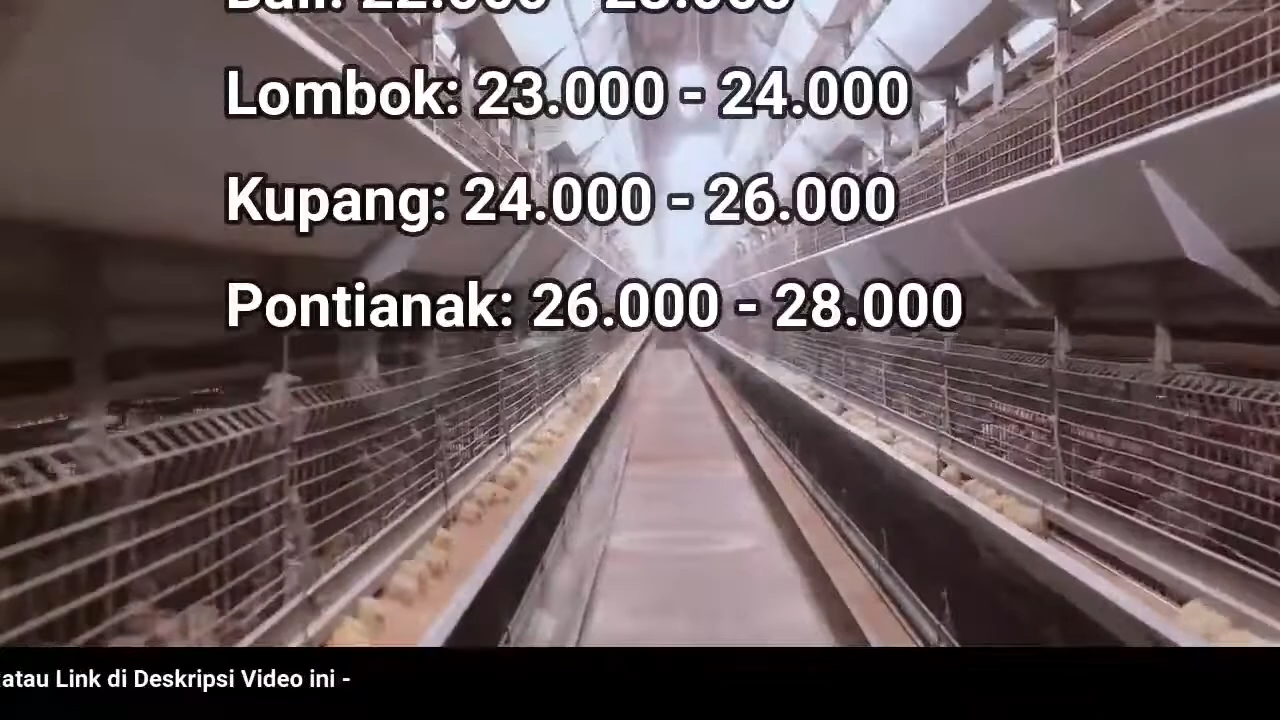 Lombok: 23.000 - 24.000
Kupang: 24.000 - 26.000
Pontianak: 26.000 - 28.000
atau Link di Deskripsi Video ini -